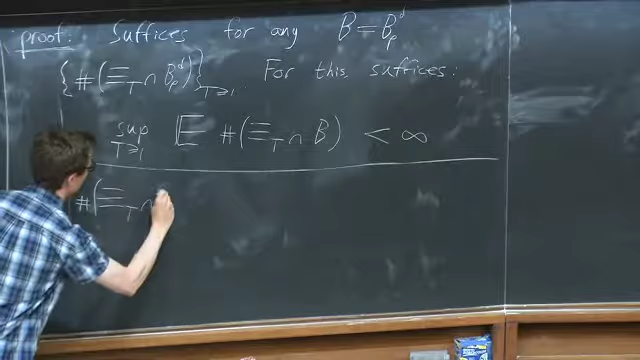 proof: Suffices for any B = B_ρ^d
{#(Ξ_T ∩ B_ρ^d)}_{T≥1}. For this, suffices:
sup_{T≥1} 𝔼 #(Ξ_T ∩ B) < ∞
#(Ξ_T ∩